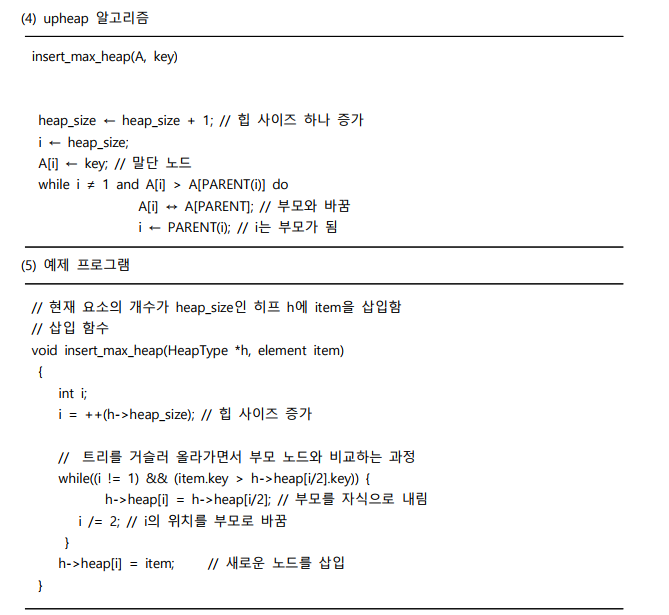 (4) upheap 알고리즘
insert_max_heap(A, key)
heap_size ← heap_size + 1; // 힙 사이즈 하나 증가
i ← heap_size;
A[i] ← key; // 말단 노드
while i ≠ 1 and A[i] > A[PARENT(i)] do
A[i] ↔ A[PARENT]; // 부모와 바꿈
i ← PARENT(i); // i는 부모가 됨
(5) 예제 프로그램
// 현재 요소의 개수가 heap_size인 히프 h에 item을 삽입함
// 삽입 함수
void insert_max_heap(HeapType *h, element item)
{
int i;
i = ++(h->heap_size); // 힙 사이즈 증가
// 트리를 거슬러 올라가면서 부모 노드와 비교하는 과정
while((i != 1) && (item.key > h->heap[i/2].key)) {
h->heap[i] = h->heap[i/2]; // 부모를 자식으로 내림
i /= 2; // i의 위치를 부모로 바꿈
}
h->heap[i] = item; // 새로운 노드를 삽입
}